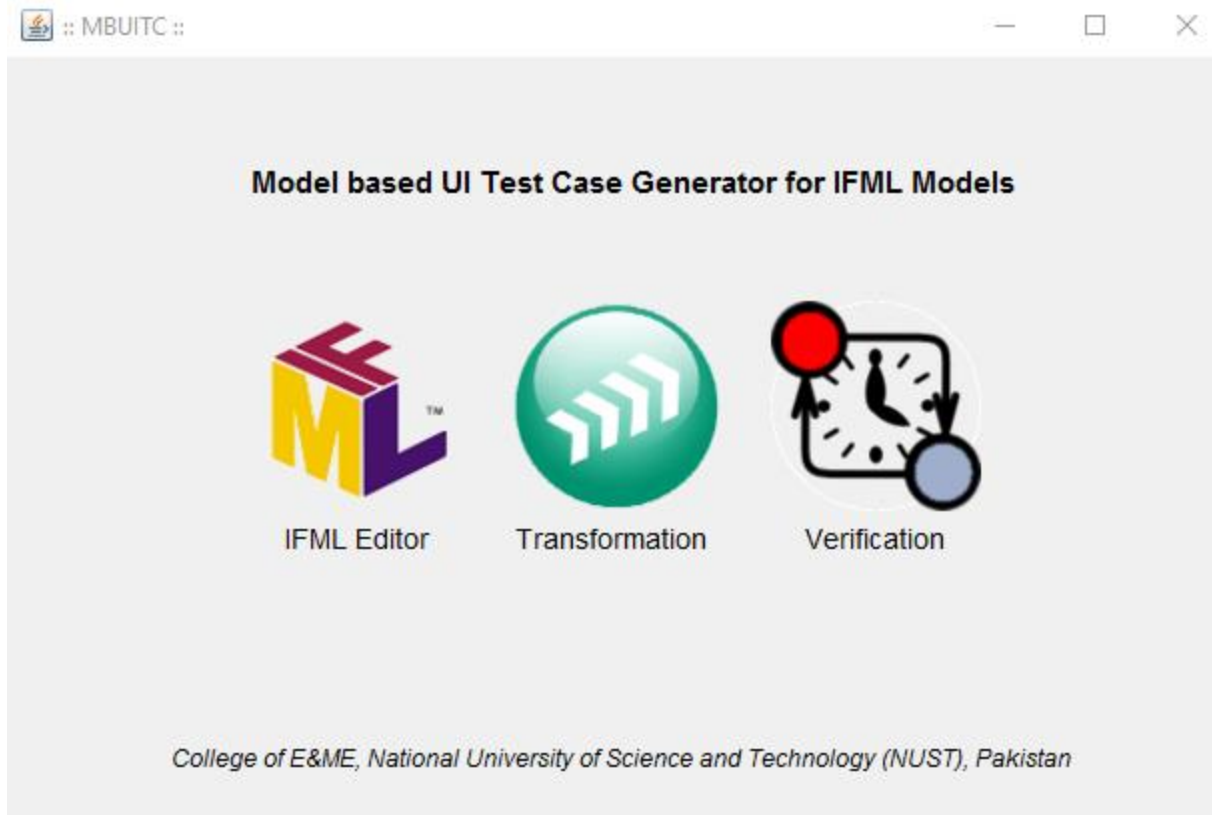 :: MBUITC ::
Model based UI Test Case Generator for IFML Models
IFML
TM
IFML Editor
Transformation
Verification
College of E&ME, National University of Science and Technology (NUST), Pakistan